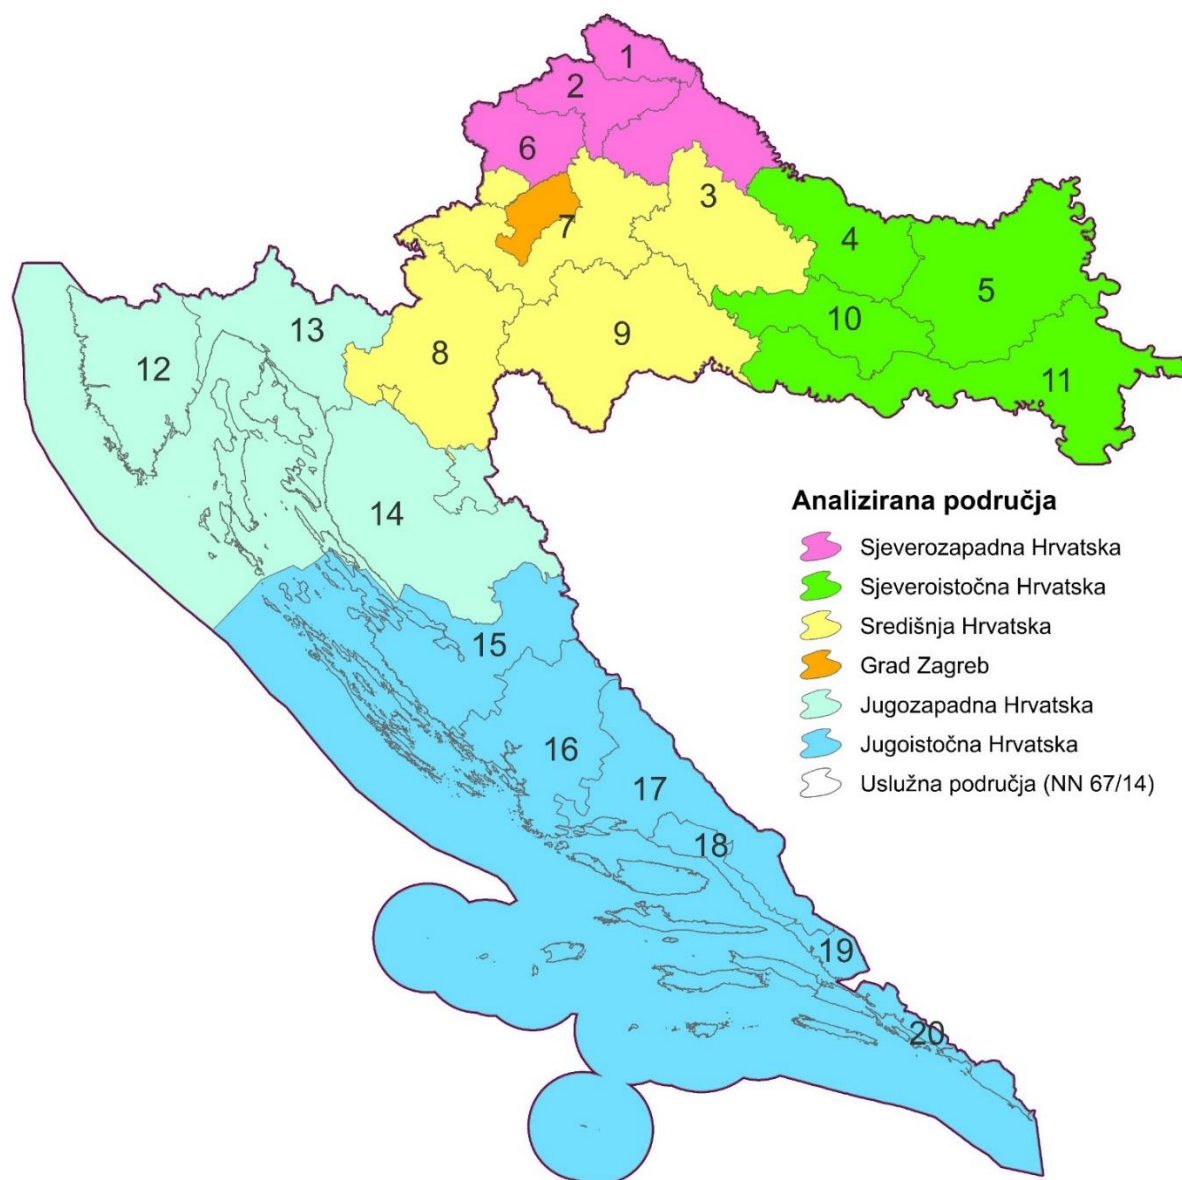 1
2
6
3
7
4
5
10
13
9
8
12
11
14
Analizirana područja
Sjeverozapadna Hrvatska
Sjeveroistočna Hrvatska
Središnja Hrvatska
Grad Zagreb
Jugozapadna Hrvatska
Jugoistočna Hrvatska
Uslužna područja (NN 67/14)
15
16
17
18
19
20